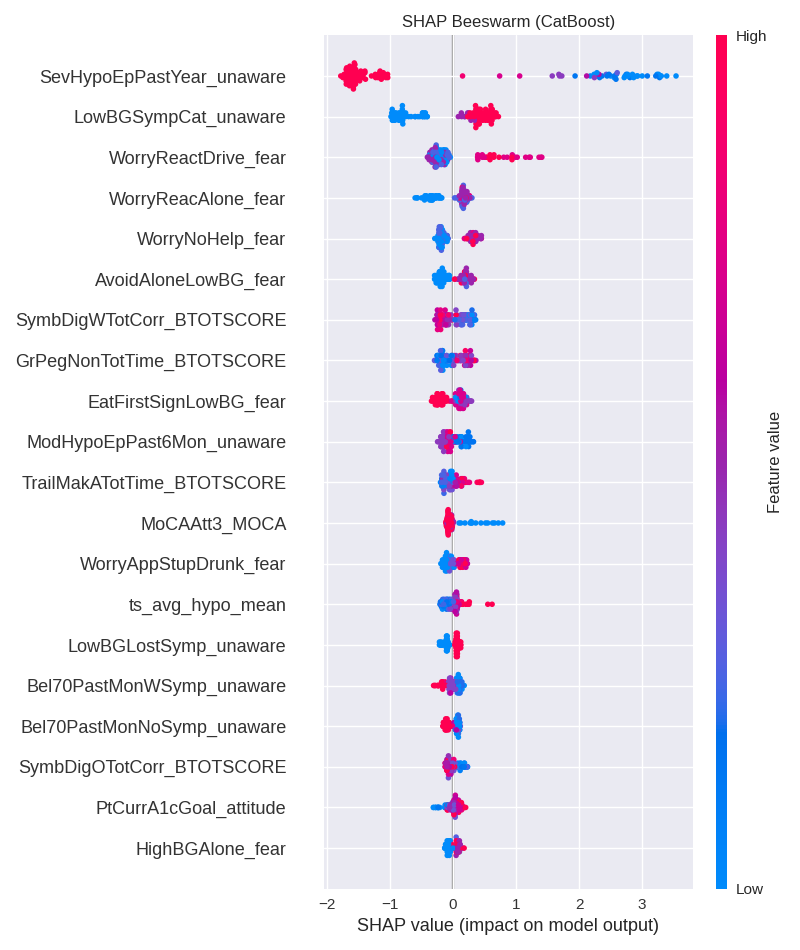 SHAP Beeswarm (CatBoost)
High
SevHypoEpPastYear_unaware
LowBGSympCat_unaware
WorryReactDrive_fear
WorryReacAlone_fear
WorryNoHelp_fear
AvoidAloneLowBG_fear
SymbDigWTotCorr_BTOTSCORE
GrPegNonTotTime_BTOTSCORE
EatFirstSignLowBG_fear
ModHypoEpPast6Mon_unaware
TrailMakATotTime_BTOTSCORE
MoCAAtt3_MOCA
WorryAppStupDrunk_fear
ts_avg_hypo_mean
LowBGLostSymp_unaware
Bel70PastMonWSymp_unaware
Bel70PastMonNoSymp_unaware
SymbDigOTotCorr_BTOTSCORE
PtCurrA1cGoal_attitude
HighBGAlone_fear
Feature value
Low
−2 −1 0 1 2 3
SHAP value (impact on model output)